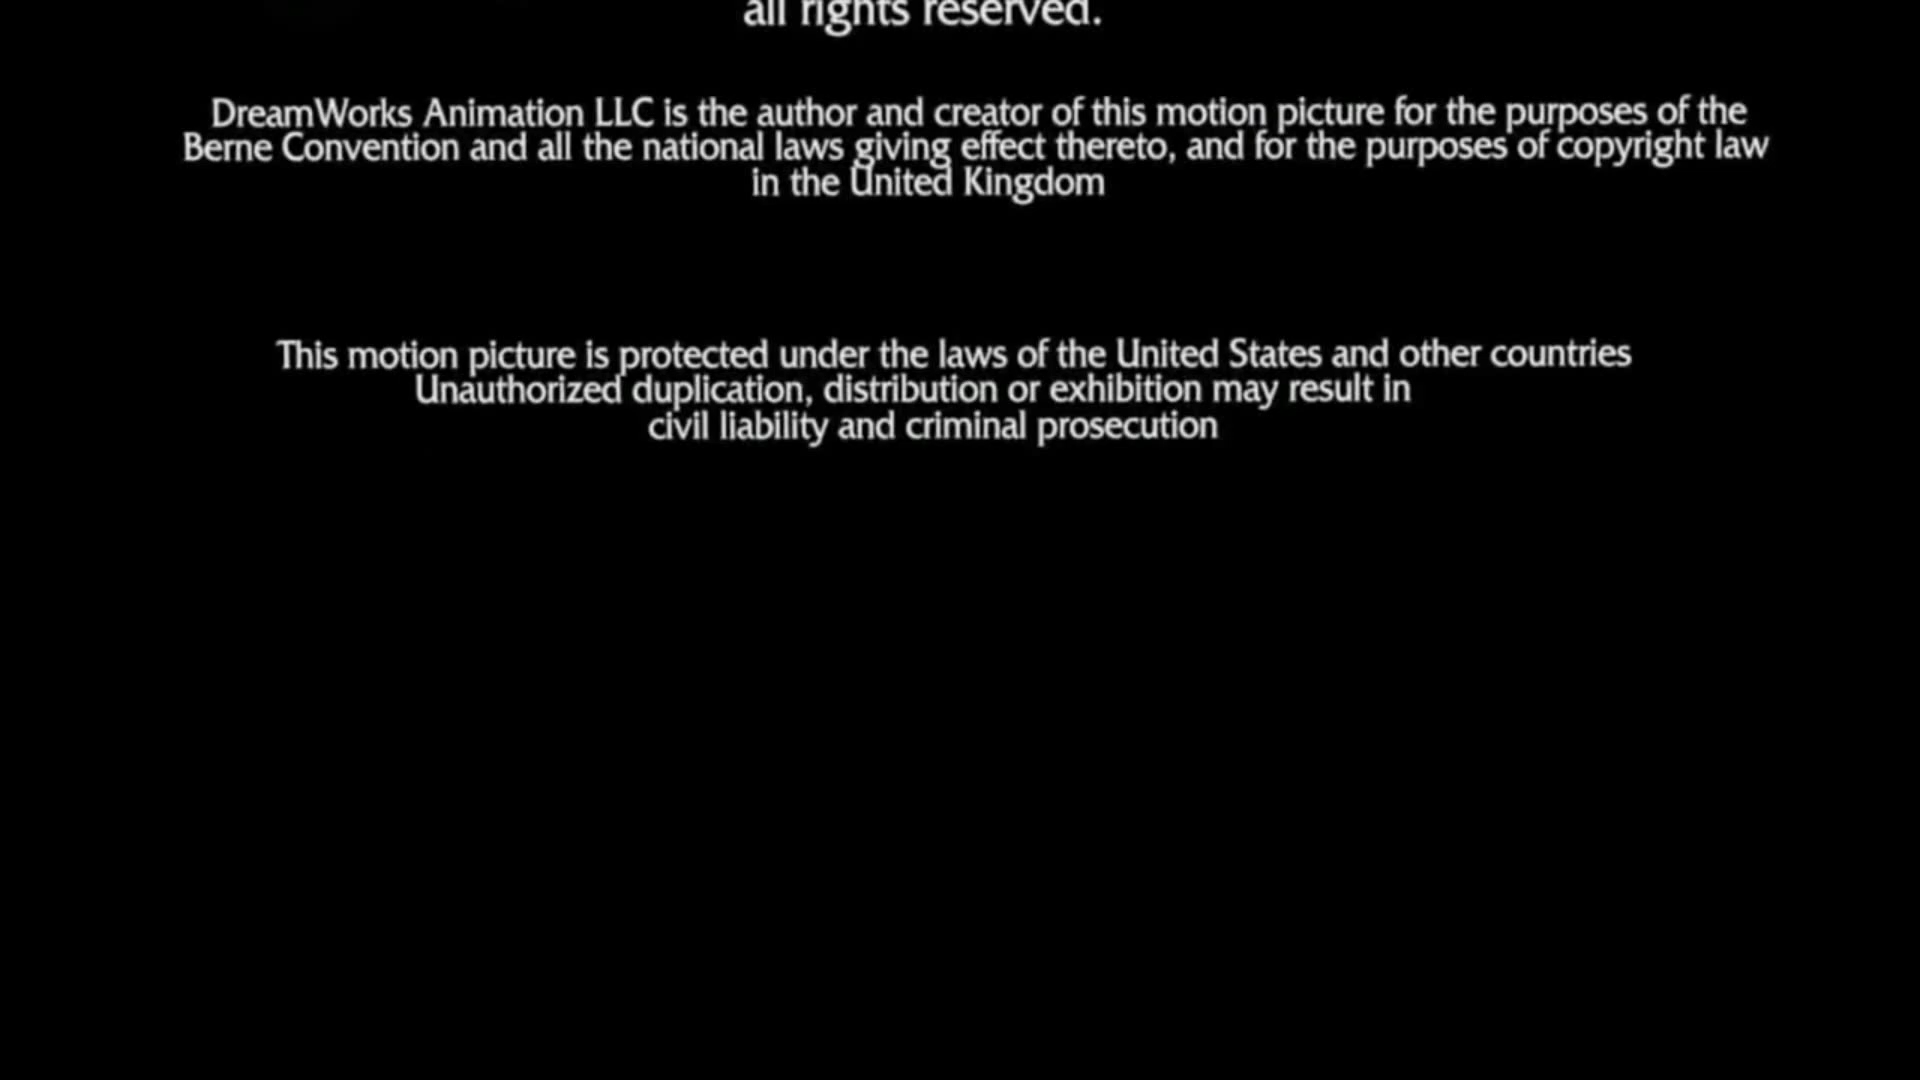 all rights reserved.
DreamWorks Animation LLC is the author and creator of this motion picture for the purposes of the
Berne Convention and all the national laws giving effect thereto, and for the purposes of copyright law
in the United Kingdom
This motion picture is protected under the laws of the United States and other countries
Unauthorized duplication, distribution or exhibition may result in
civil liability and criminal prosecution